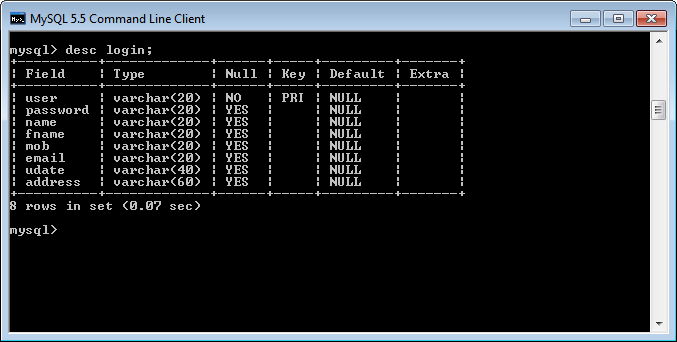 MySQL 5.5 Command Line Client
mysql> desc login;
+----------+-------------+------+-----+---------+-------+
| Field    | Type        | Null | Key | Default | Extra |
+----------+-------------+------+-----+---------+-------+
| user     | varchar(20) | NO   | PRI | NULL    |       |
| password | varchar(20) | YES  |     | NULL    |       |
| name     | varchar(20) | YES  |     | NULL    |       |
| fname    | varchar(20) | YES  |     | NULL    |       |
| mob      | varchar(20) | YES  |     | NULL    |       |
| email    | varchar(20) | YES  |     | NULL    |       |
| udate    | varchar(40) | YES  |     | NULL    |       |
| address  | varchar(60) | YES  |     | NULL    |       |
+----------+-------------+------+-----+---------+-------+
8 rows in set (0.07 sec)
mysql>